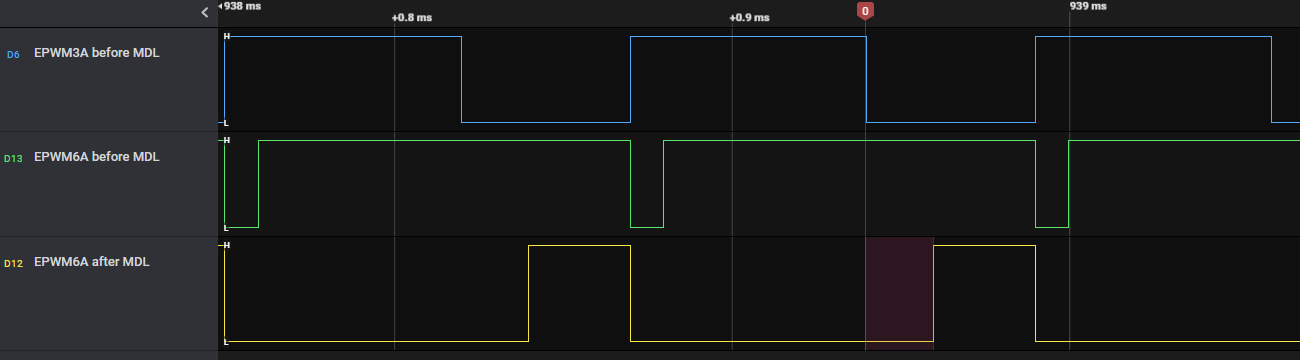 938 ms
+0.8 ms
+0.9 ms
0
939 ms
D6 EPWM3A before MDL
H
L
D13 EPWM6A before MDL
H
L
D12 EPWM6A after MDL
H
L